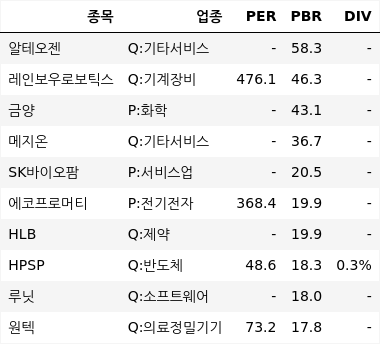 종목 업종 PER PBR DIV
알테오젠 Q:기타서비스 - 58.3 -
레인보우로보틱스 Q:기계장비 476.1 46.3 -
금양 P:화학 - 43.1 -
메지온 Q:기타서비스 - 36.7 -
SK바이오팜 P:서비스업 - 20.5 -
에코프로머티 P:전기전자 368.4 19.9 -
HLB Q:제약 - 19.9 -
HPSP Q:반도체 48.6 18.3 0.3%
루닛 Q:소프트웨어 - 18.0 -
원텍 Q:의료정밀기기 73.2 17.8 -